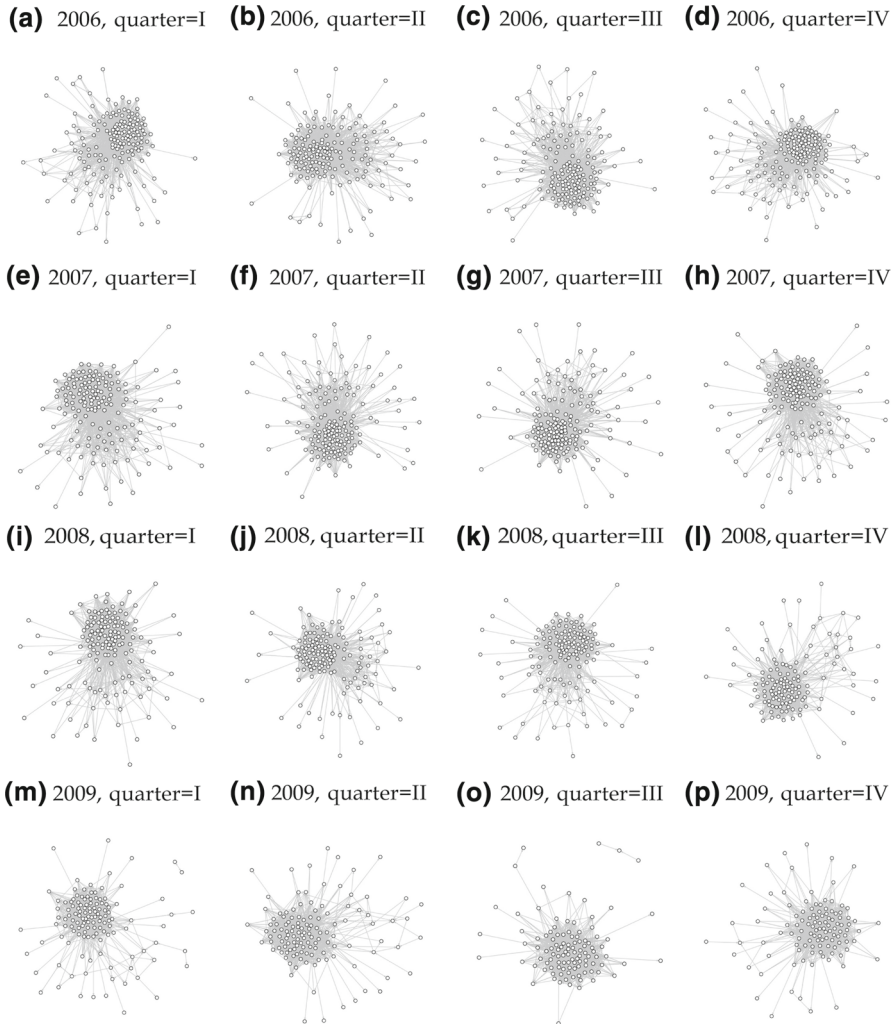 (a) 2006, quarter=I (b) 2006, quarter=II (c) 2006, quarter=III (d) 2006, quarter=IV
(e) 2007, quarter=I (f) 2007, quarter=II (g) 2007, quarter=III (h) 2007, quarter=IV
(i) 2008, quarter=I (j) 2008, quarter=II (k) 2008, quarter=III (l) 2008, quarter=IV
(m) 2009, quarter=I (n) 2009, quarter=II (o) 2009, quarter=III (p) 2009, quarter=IV